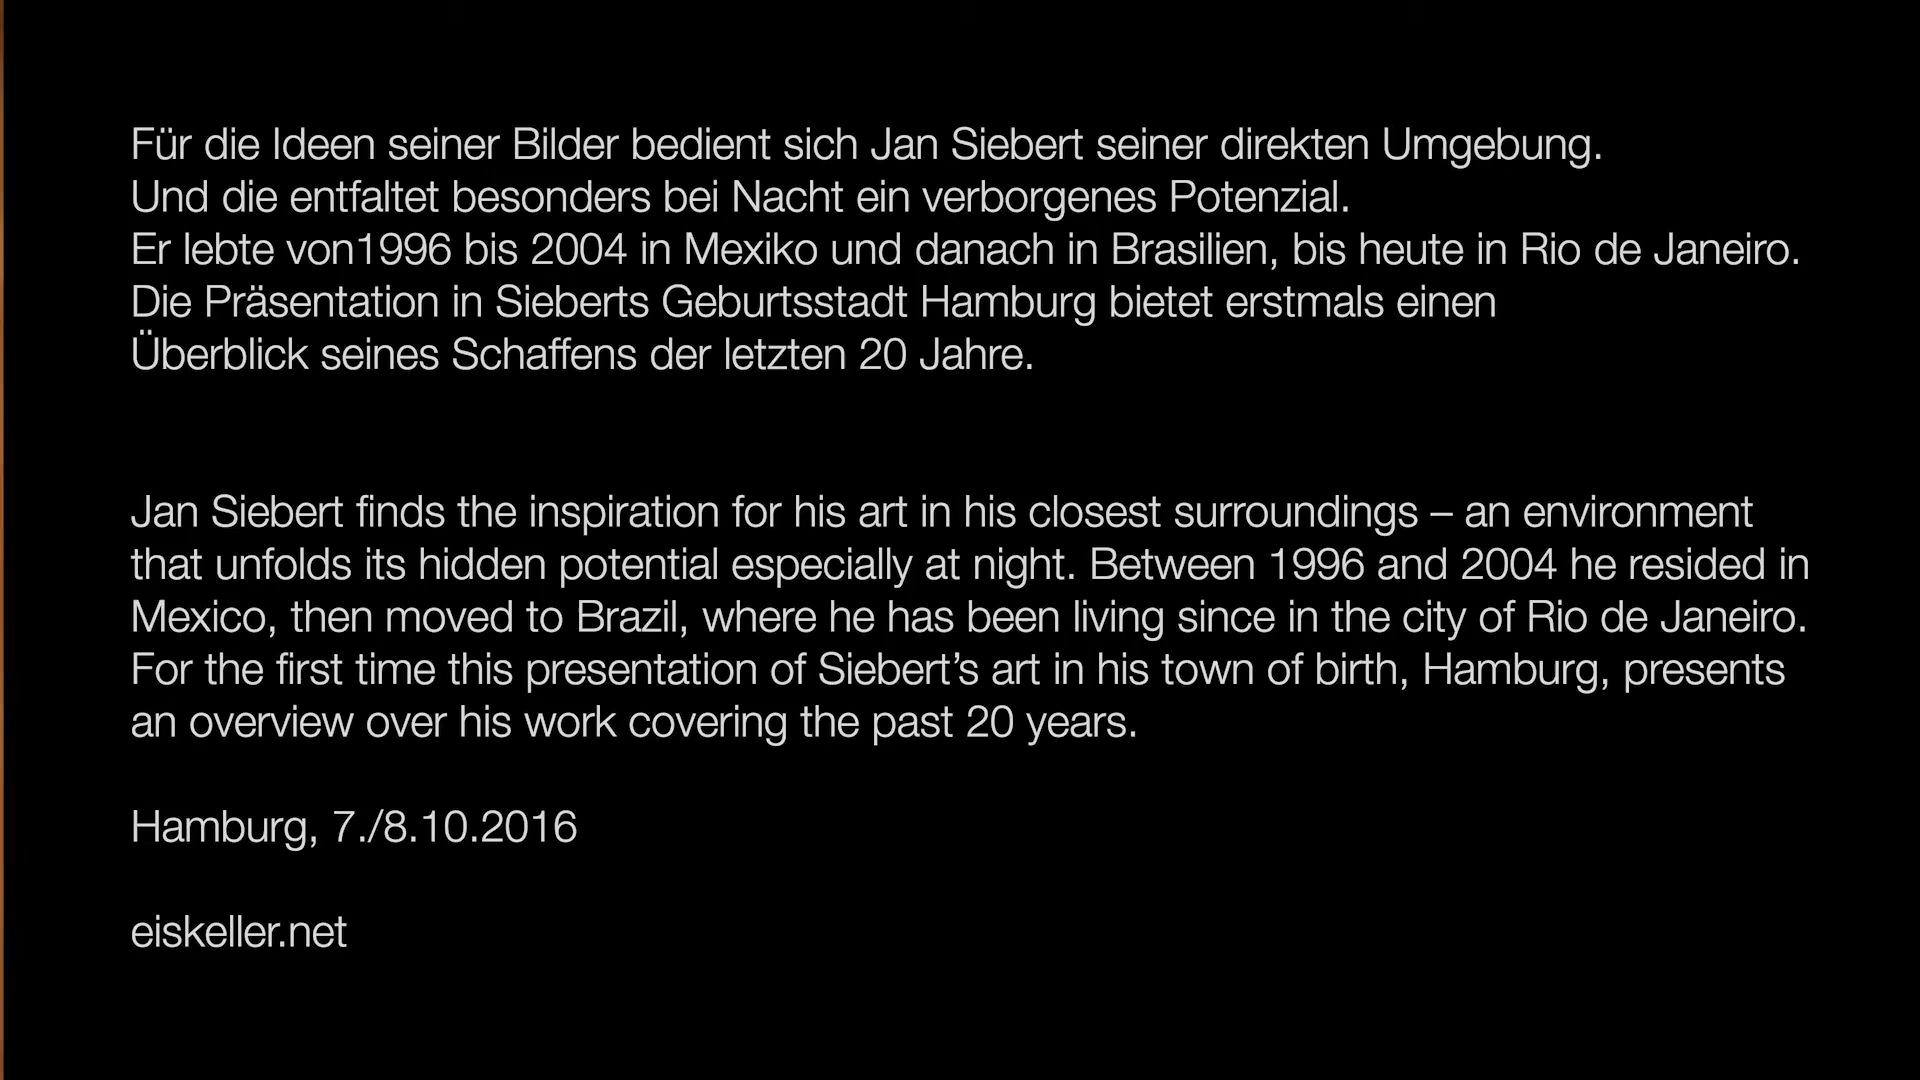 Für die Ideen seiner Bilder bedient sich Jan Siebert seiner direkten Umgebung.
Und die entfaltet besonders bei Nacht ein verborgenes Potenzial.
Er lebte von1996 bis 2004 in Mexiko und danach in Brasilien, bis heute in Rio de Janeiro.
Die Präsentation in Sieberts Geburtsstadt Hamburg bietet erstmals einen
Überblick seines Schaffens der letzten 20 Jahre.
Jan Siebert finds the inspiration for his art in his closest surroundings – an environment
that unfolds its hidden potential especially at night. Between 1996 and 2004 he resided in
Mexico, then moved to Brazil, where he has been living since in the city of Rio de Janeiro.
For the first time this presentation of Siebert’s art in his town of birth, Hamburg, presents
an overview over his work covering the past 20 years.
Hamburg, 7./8.10.2016
eiskeller.net